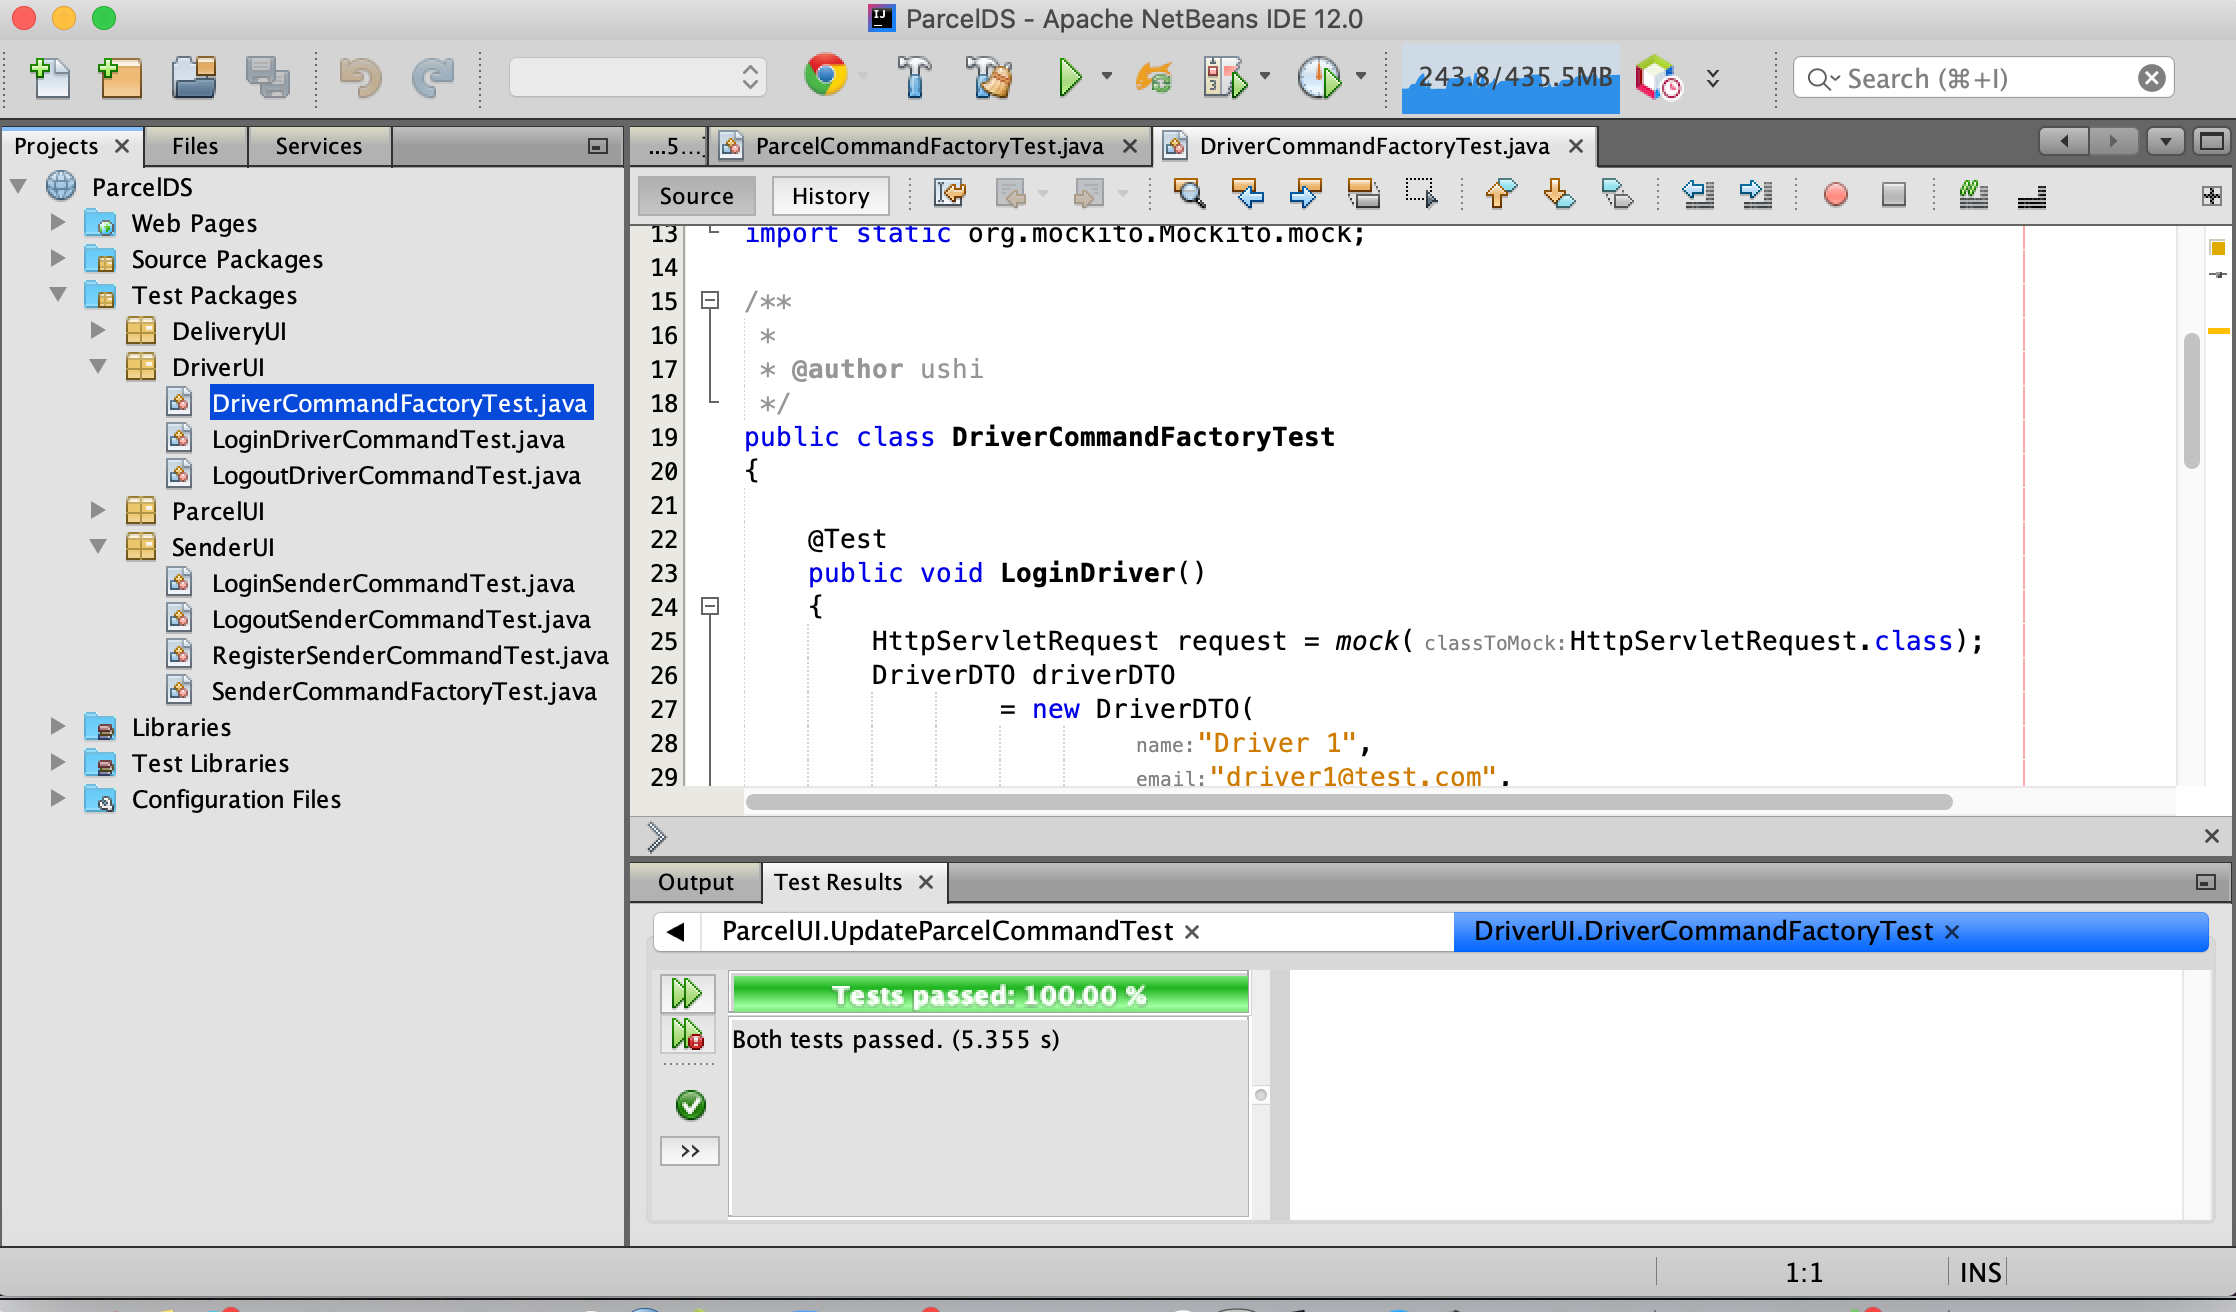 ParcelDS - Apache NetBeans IDE 12.0
243.8/435.5MB
Search (⌘+I)
Projects
Files
Services
ParcelDS
Web Pages
Source Packages
Test Packages
DeliveryUI
DriverUI
DriverCommandFactoryTest.java
LoginDriverCommandTest.java
LogoutDriverCommandTest.java
ParcelUI
SenderUI
LoginSenderCommandTest.java
LogoutSenderCommandTest.java
RegisterSenderCommandTest.java
SenderCommandFactoryTest.java
Libraries
Test Libraries
Configuration Files
...5...
ParcelCommandFactoryTest.java
DriverCommandFactoryTest.java
Source
History
13 import static org.mockito.Mockito.mock;
14
15 /**
16 *
17 * @author ushi
18 */
19 public class DriverCommandFactoryTest
20 {
21
22 @Test
23 public void LoginDriver()
24 {
25 HttpServletRequest request = mock( classToMock:HttpServletRequest.class);
26 DriverDTO driverDTO
27 = new DriverDTO(
28 name:"Driver 1",
29 email:"driver1@test.com",
Output
Test Results
ParcelUI.UpdateParcelCommandTest
DriverUI.DriverCommandFactoryTest
Tests passed: 100.00 %
Both tests passed. (5.355 s)
1:1
INS